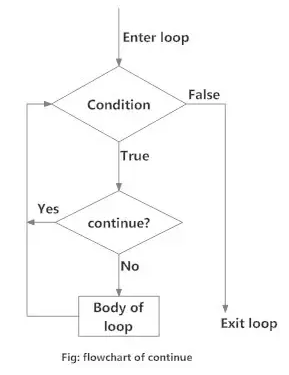 Enter loop
Condition
False
True
Yes
continue?
No
Body of
loop
Exit loop
Fig: flowchart of continue